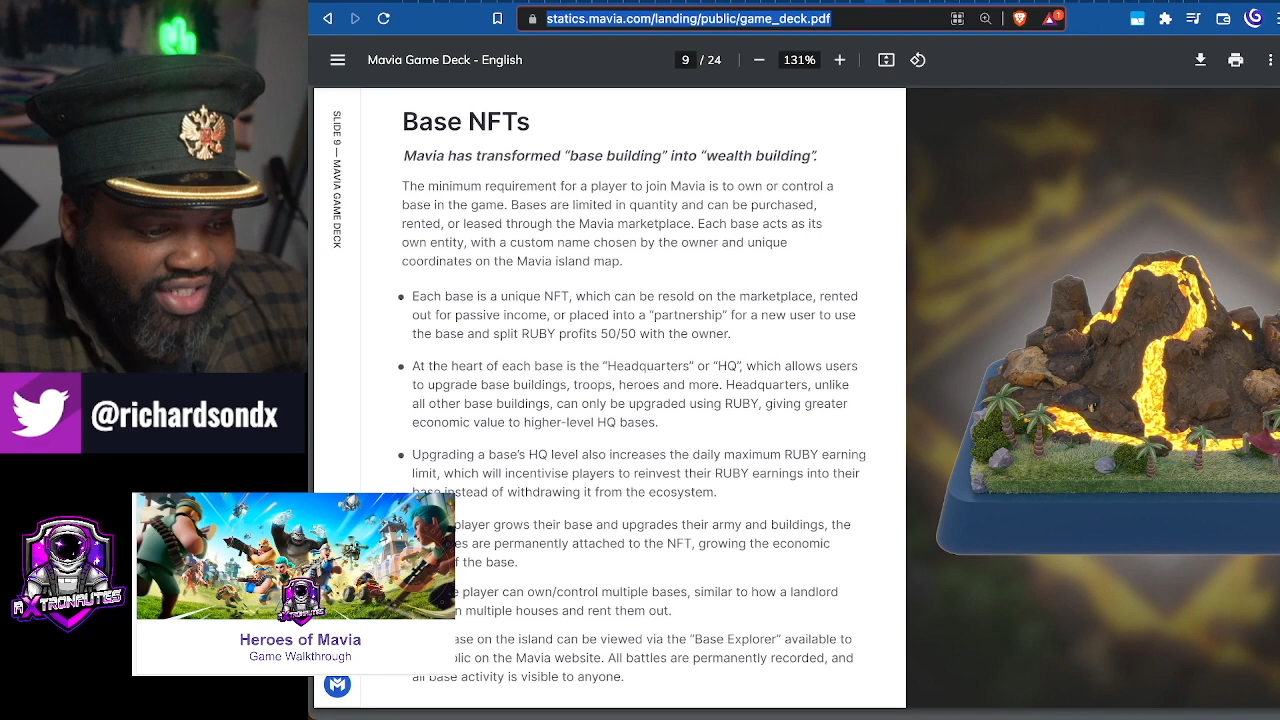 statics.mavia.com/landing/public/game_deck.pdf
1
Mavia Game Deck - English
9 / 24
131%
SLIDE 9 — MAVIA GAME DECK
Base NFTs
Mavia has transformed “base building” into “wealth building”.
The minimum requirement for a player to join Mavia is to own or control a
base in the game. Bases are limited in quantity and can be purchased,
rented, or leased through the Mavia marketplace. Each base acts as its
own entity, with a custom name chosen by the owner and unique
coordinates on the Mavia island map.
Each base is a unique NFT, which can be resold on the marketplace, rented
out for passive income, or placed into a “partnership” for a new user to use
the base and split RUBY profits 50/50 with the owner.
At the heart of each base is the “Headquarters” or “HQ”, which allows users
to upgrade base buildings, troops, heroes and more. Headquarters, unlike
all other base buildings, can only be upgraded using RUBY, giving greater
economic value to higher-level HQ bases.
Upgrading a base’s HQ level also increases the daily maximum RUBY earning
limit, which will incentivise players to reinvest their RUBY earnings into their
base instead of withdrawing it from the ecosystem.
player grows their base and upgrades their army and buildings, the
are permanently attached to the NFT, growing the economic
f the base.
player can own/control multiple bases, similar to how a landlord
multiple houses and rent them out.
ase on the island can be viewed via the “Base Explorer” available to
on the Mavia website. All battles are permanently recorded, and
all base activity is visible to anyone.
@richardsondx
AXTRONAUTES
Heroes of Mavia
Game Walkthrough